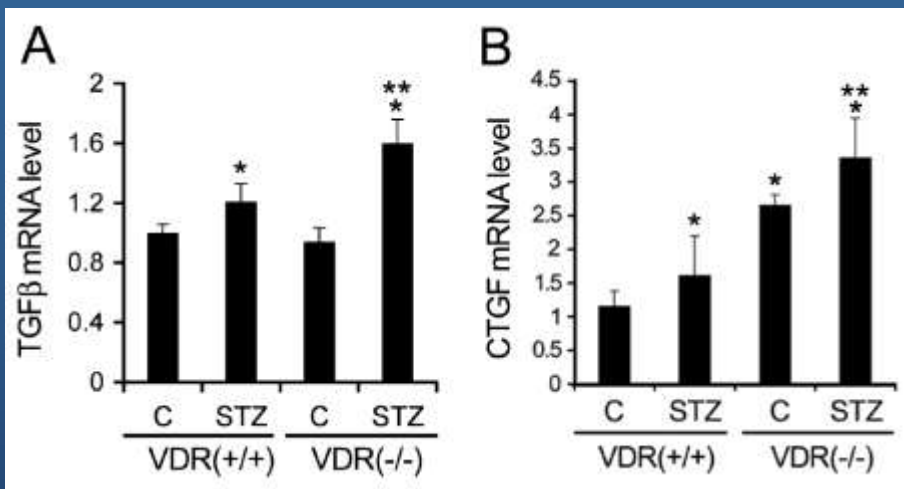 A
TGFβ mRNA level
2
1.6
1.2
0.8
0.4
0
*
**
*
C STZ C STZ
VDR(+/+) VDR(-/-)
B
CTGF mRNA level
4.5
4
3.5
3
2.5
2
1.5
1
0.5
0
*
*
**
*
C STZ C STZ
VDR(+/+) VDR(-/-)